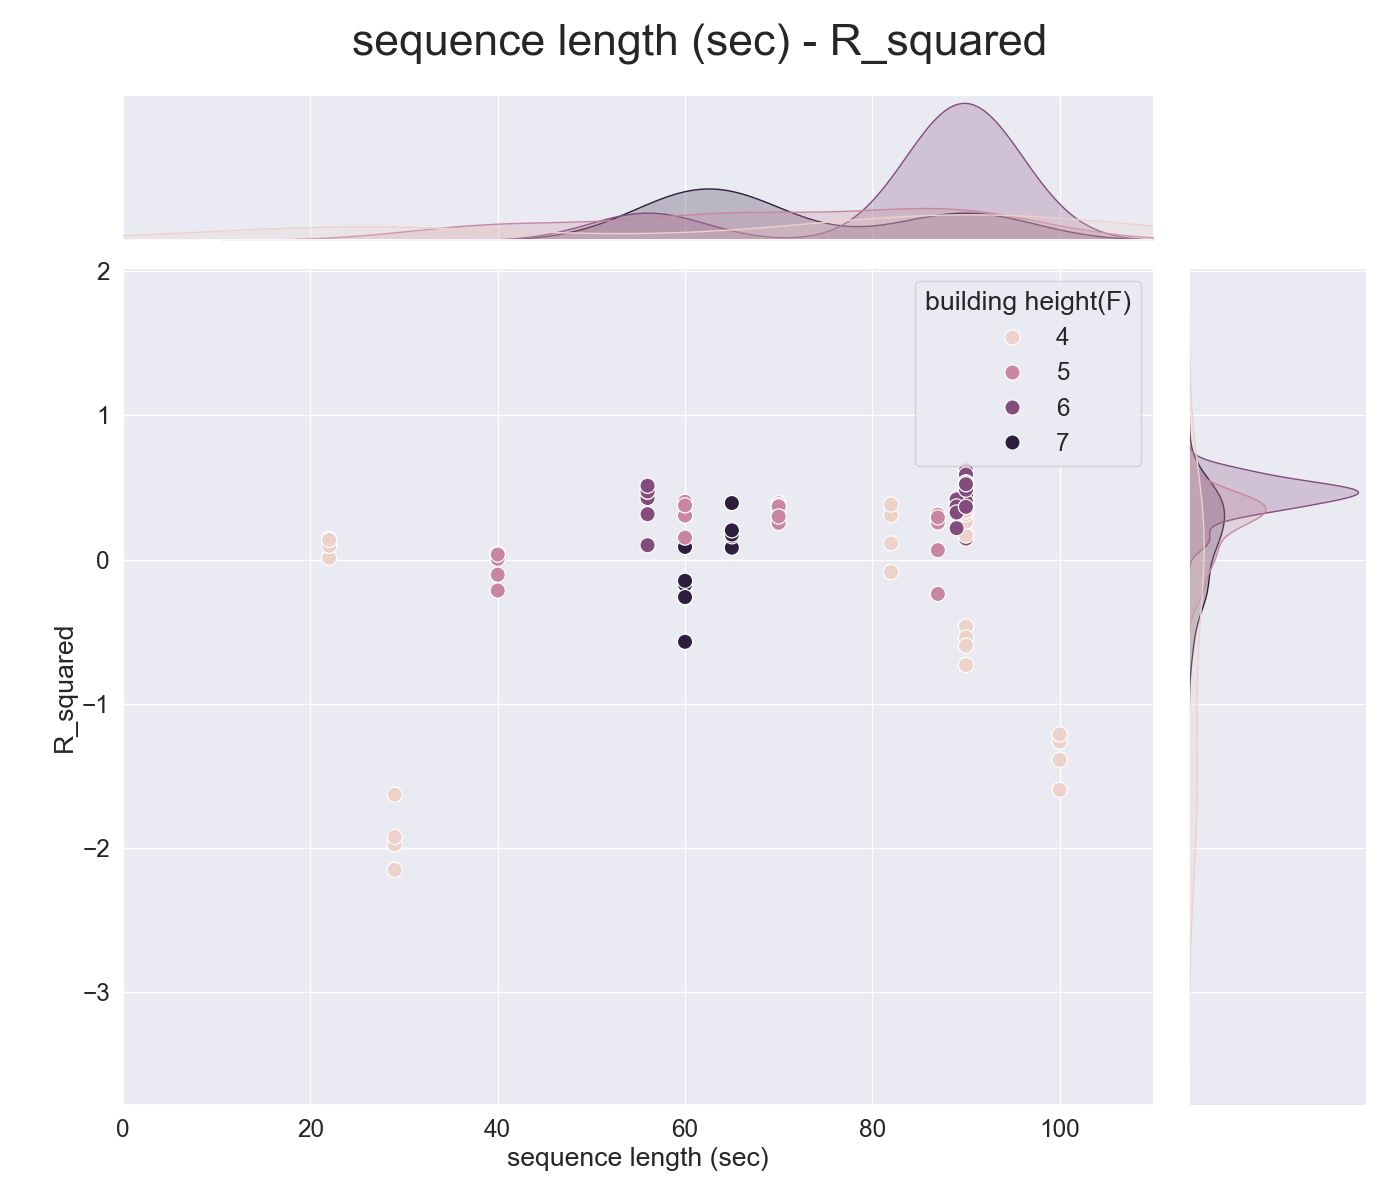 sequence length (sec) - R_squared
building height(F)
4
5
6
7
2
1
0
−1
−2
−3
R_squared
0 20 40 60 80 100
sequence length (sec)